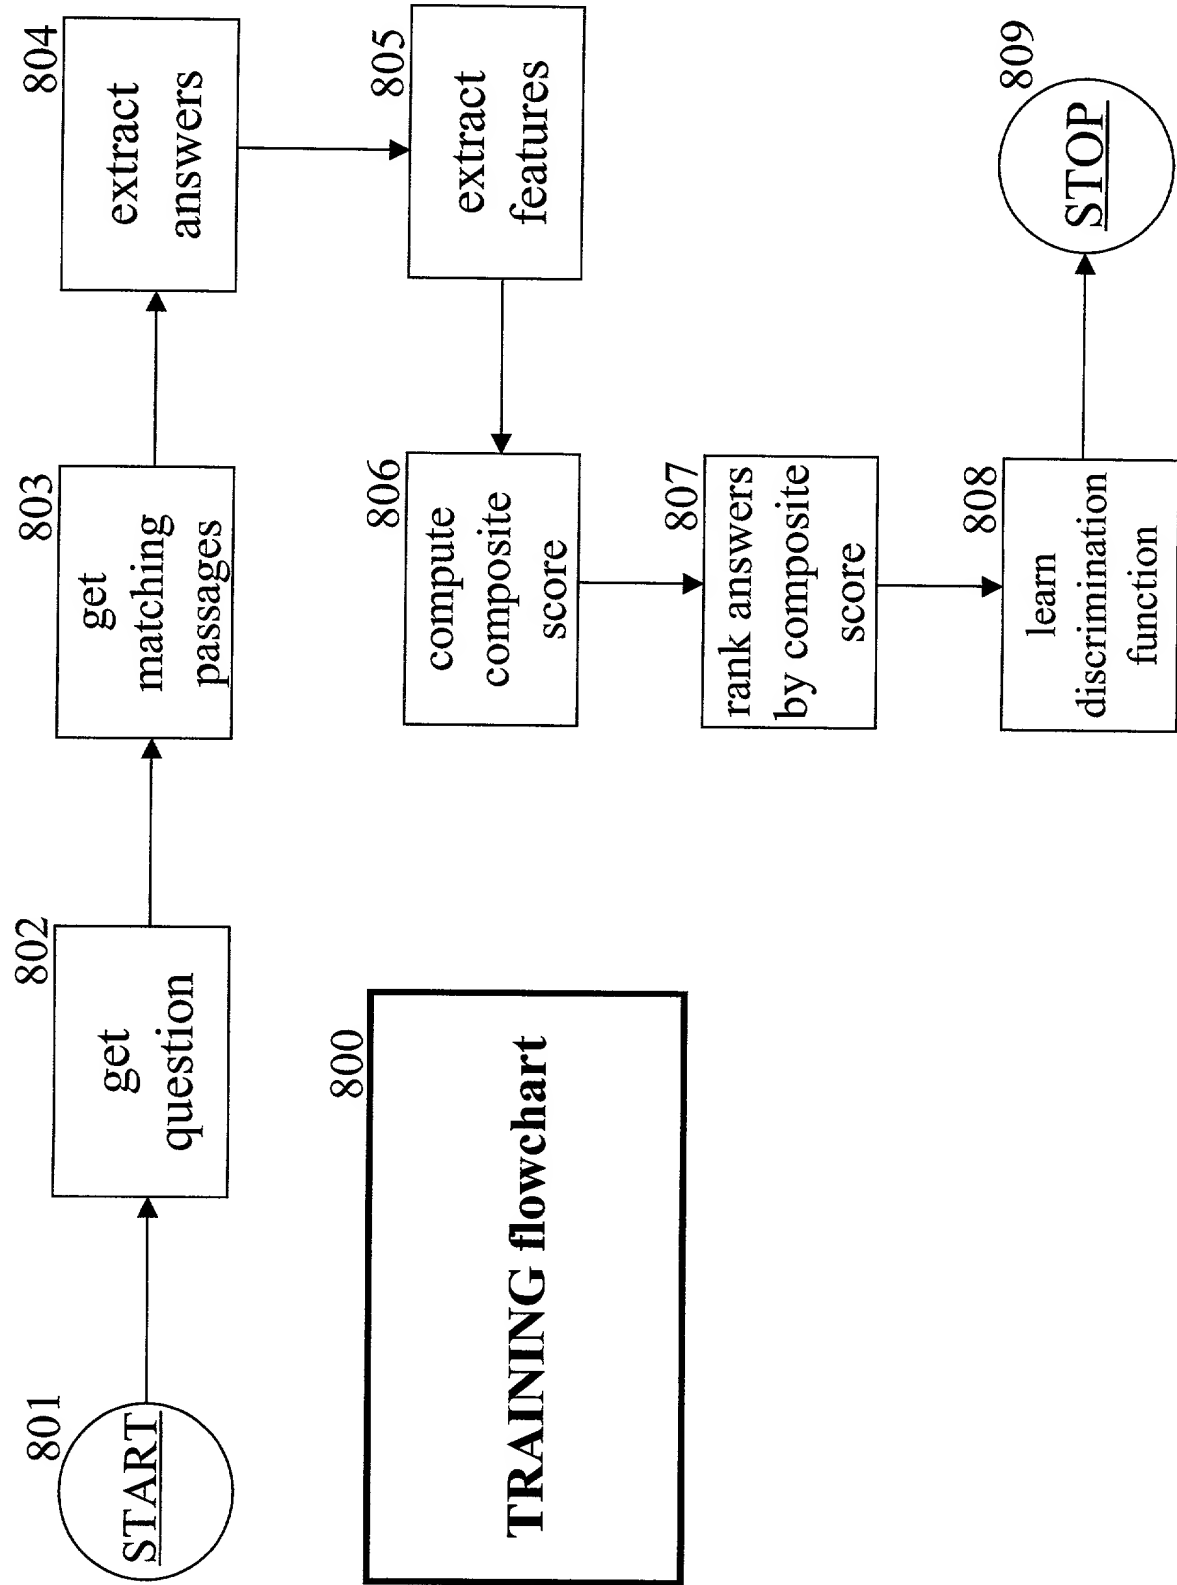 801
START
802
get
question
803
get
matching
passages
804
extract
answers
805
extract
features
806
compute
composite
score
807
rank answers
by composite
score
808
learn
discrimination
function
809
STOP
800
TRAINING flowchart